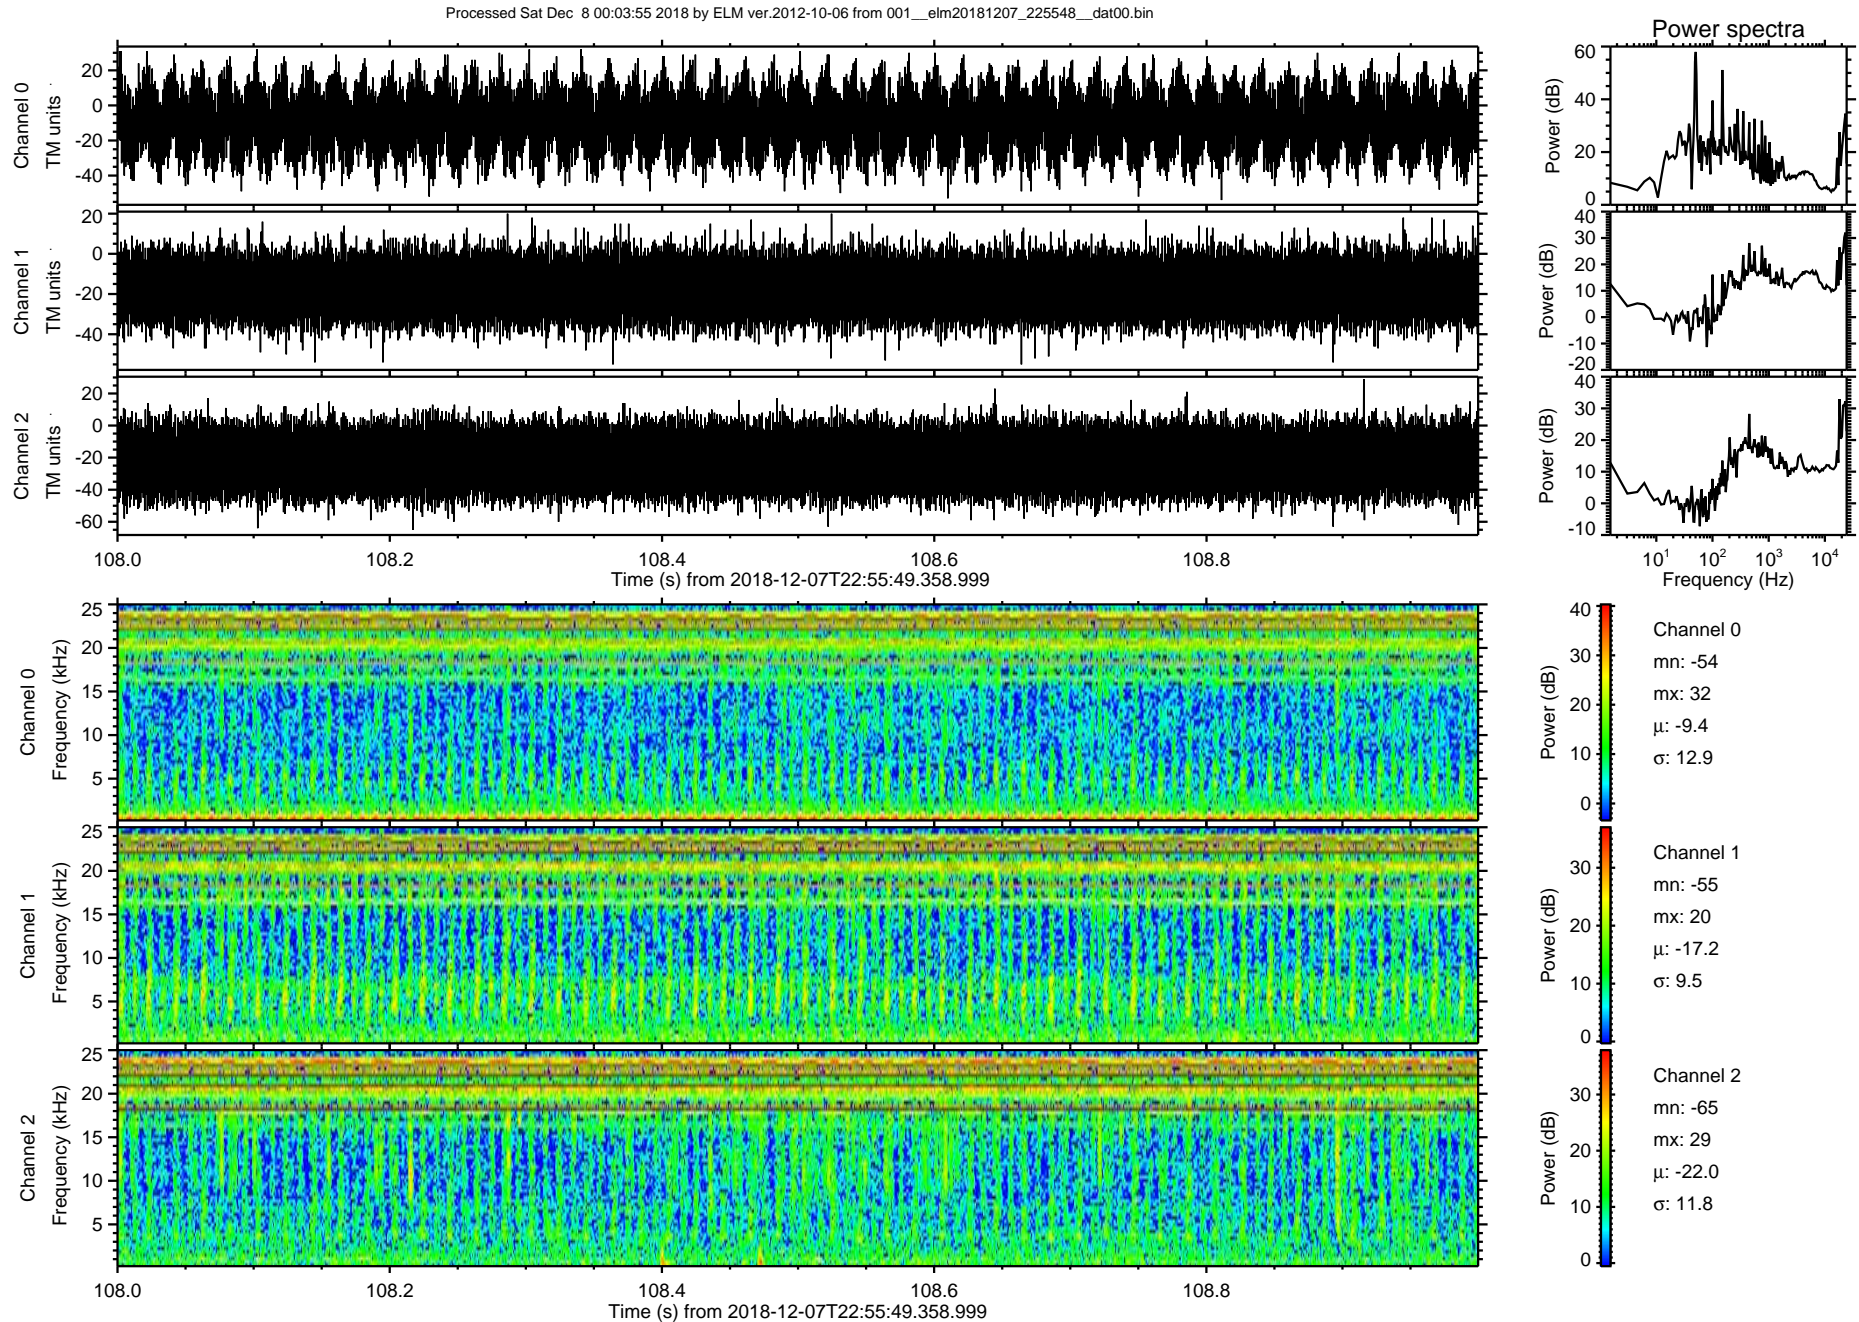 Processed Sat Dec  8 00:03:55 2018 by ELM ver.2012-10-06 from 001__elm20181207_225548__dat00.bin
Power spectra
Channel 0
TM units
20
0
-20
-40
Power (dB)
60
40
20
0
Channel 1
TM units
20
0
-20
-40
Power (dB)
40
30
20
10
0
-10
-20
Channel 2
TM units
20
0
-20
-40
-60
Power (dB)
40
30
20
10
0
-10
108.0 108.2 108.4 108.6 108.8
Time (s) from 2018-12-07T22:55:49.358.999
10^1 10^2 10^3 10^4
Frequency (Hz)
Channel 0
Frequency (kHz)
25
20
15
10
5
Power (dB)
40
30
20
10
0
Channel 0
mn: -54
mx: 32
μ: -9.4
σ: 12.9
Channel 1
Frequency (kHz)
25
20
15
10
5
Power (dB)
30
20
10
0
Channel 1
mn: -55
mx: 20
μ: -17.2
σ: 9.5
Channel 2
Frequency (kHz)
25
20
15
10
5
Power (dB)
30
20
10
0
Channel 2
mn: -65
mx: 29
μ: -22.0
σ: 11.8
108.0 108.2 108.4 108.6 108.8
Time (s) from 2018-12-07T22:55:49.358.999